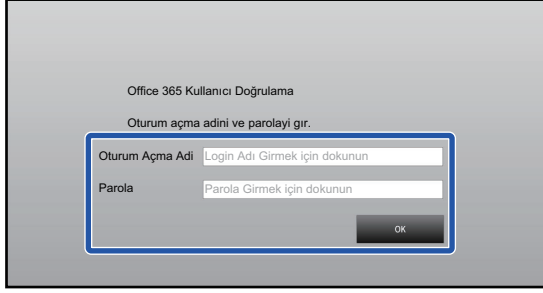 Office 365 Kullanıcı Doğrulama
Oturum açma adini ve parolayi gır.
Oturum Açma Adi Login Adı Girmek için dokunun
Parola Parola Girmek için dokunun
OK